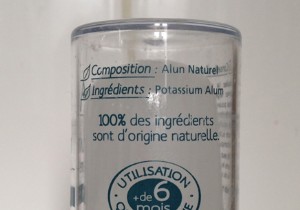 Composition : Alun Naturel
Ingrédients : Potassium Alum
100% des ingrédients
sont d'origine naturelle.
UTILISATION
+ de 6
mois